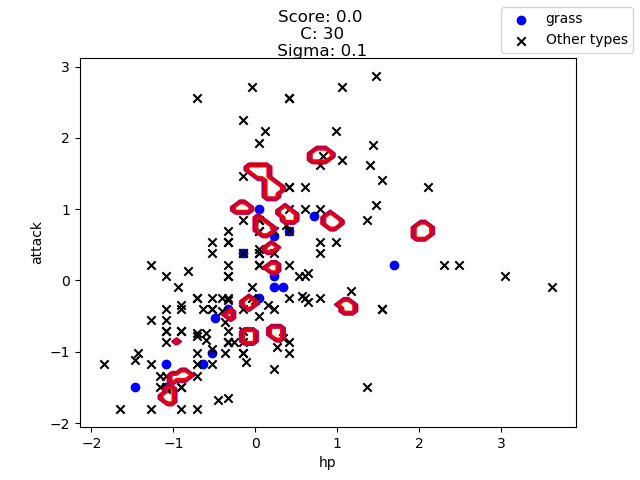 Score: 0.0
C: 30
Sigma: 0.1
grass
Other types
3
2
1
0
−1
−2
attack
−2
−1
0
1
2
3
hp